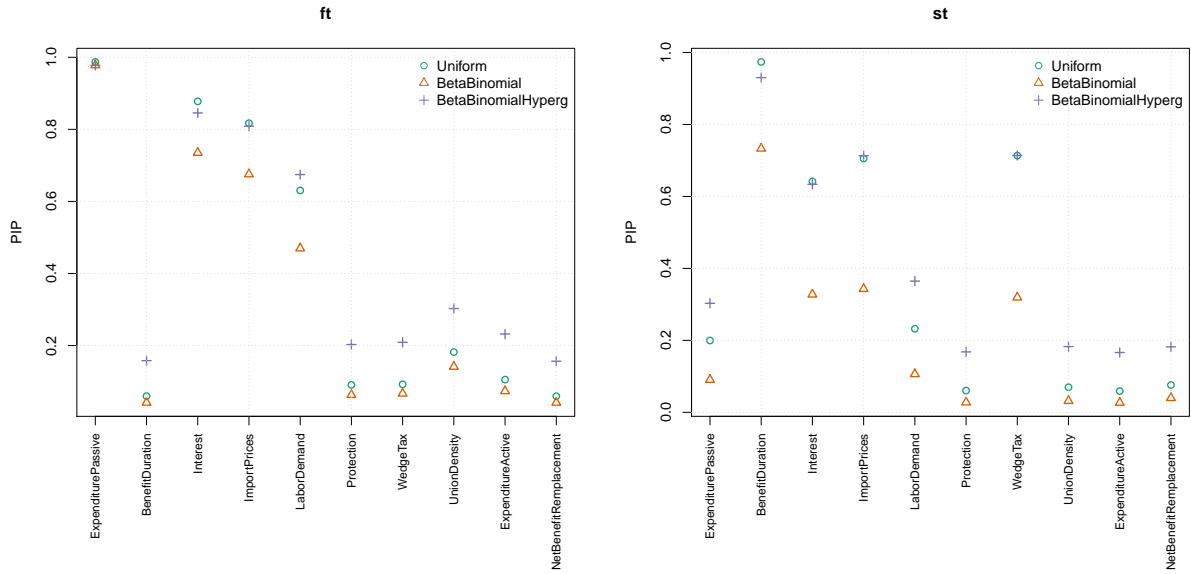 ft
1.0
0.8
0.6
0.4
0.2
PIP
Uniform
BetaBinomial
BetaBinomialHyperg
ExpenditurePassive
BenefitDuration
Interest
ImportPrices
LaborDemand
Protection
WedgeTax
UnionDensity
ExpenditureActive
NetBenefitRemplacement
st
1.0
0.8
0.6
0.4
0.2
0.0
PIP
Uniform
BetaBinomial
BetaBinomialHyperg
ExpenditurePassive
BenefitDuration
Interest
ImportPrices
LaborDemand
Protection
WedgeTax
UnionDensity
ExpenditureActive
NetBenefitRemplacement